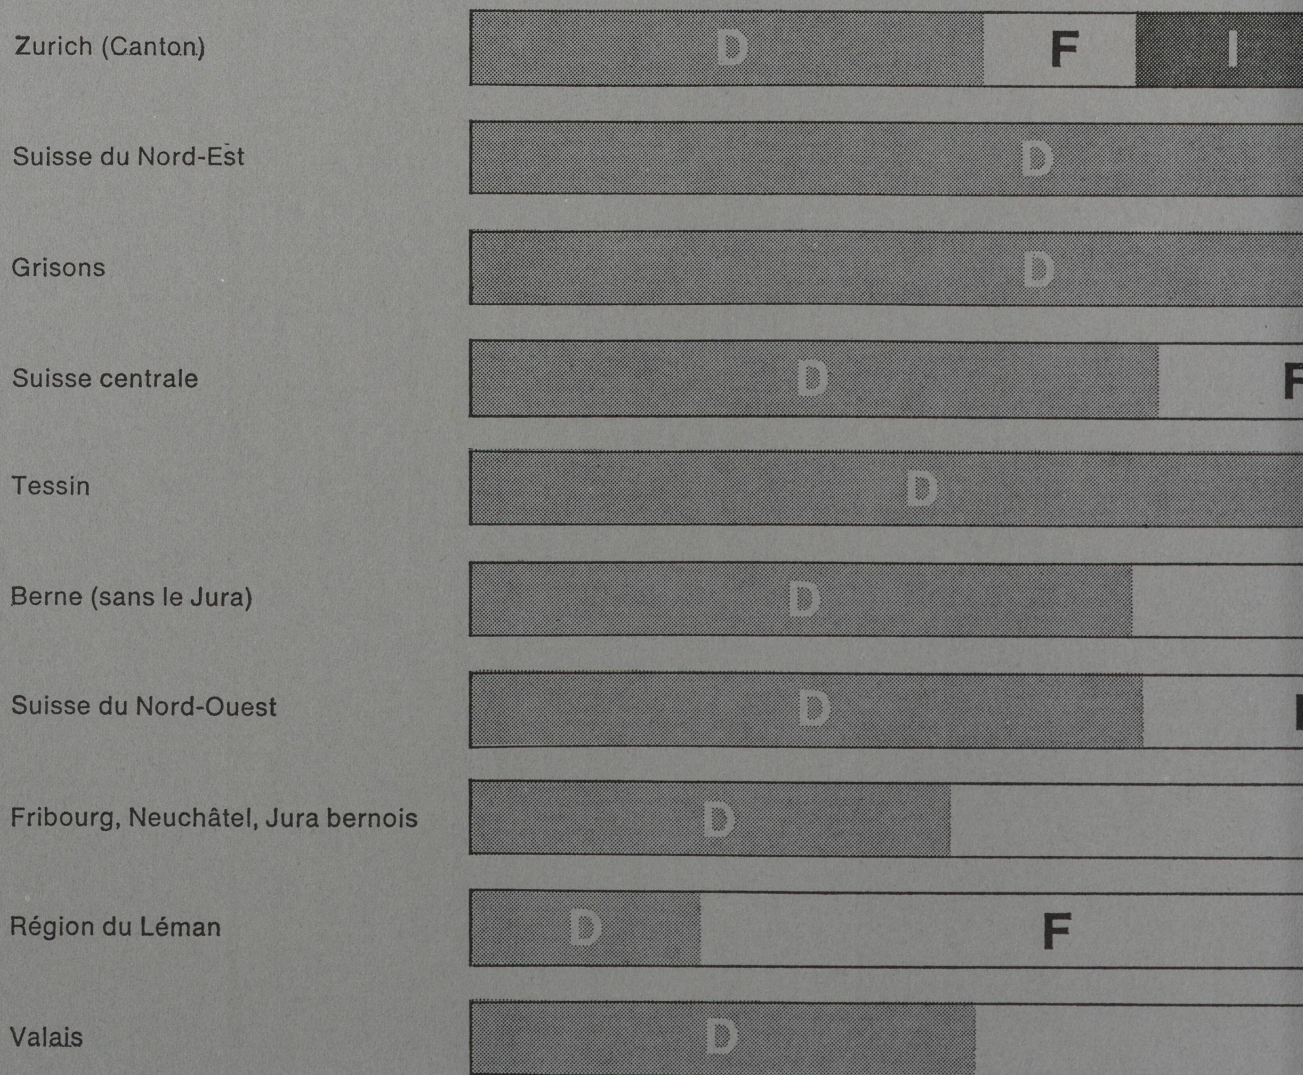 Zurich (Canton) D F I
Suisse du Nord-Est D
Grisons D
Suisse centrale D F
Tessin D
Berne (sans le Jura) D
Suisse du Nord-Ouest D
Fribourg, Neuchâtel, Jura bernois D
Région du Léman D F
Valais D